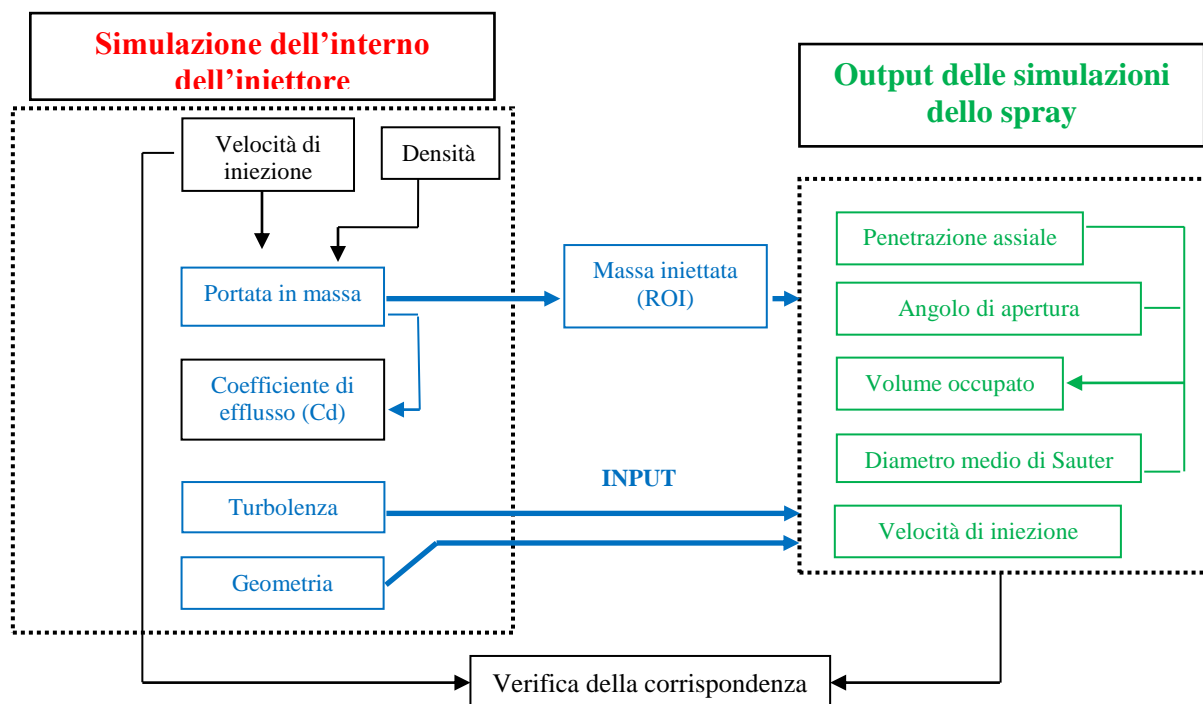 Simulazione dell’interno
dell’iniettore
Output delle simulazioni
dello spray
Velocità di
iniezione
Densità
Portata in massa
Coefficiente di
efflusso (Cd)
Turbolenza
Geometria
Massa iniettata
(ROI)
INPUT
Penetrazione assiale
Angolo di apertura
Volume occupato
Diametro medio di Sauter
Velocità di iniezione
Verifica della corrispondenza